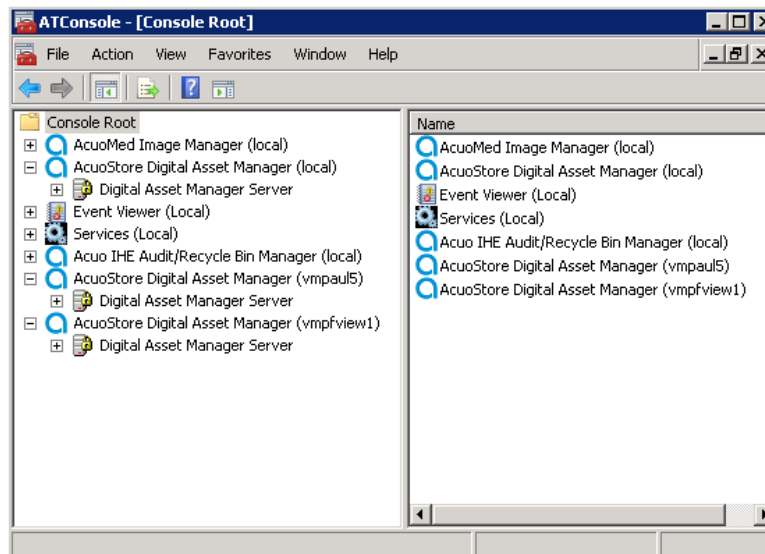 ATConsole - [Console Root]
File Action View Favorites Window Help
Console Root
AcuoMed Image Manager (local)
AcuoStore Digital Asset Manager (local)
Digital Asset Manager Server
Event Viewer (Local)
Services (Local)
Acuo IHE Audit/Recycle Bin Manager (local)
AcuoStore Digital Asset Manager (vmpaul5)
Digital Asset Manager Server
AcuoStore Digital Asset Manager (vmpfview1)
Digital Asset Manager Server
Name
AcuoMed Image Manager (local)
AcuoStore Digital Asset Manager (local)
Event Viewer (Local)
Services (Local)
Acuo IHE Audit/Recycle Bin Manager (local)
AcuoStore Digital Asset Manager (vmpaul5)
AcuoStore Digital Asset Manager (vmpfview1)